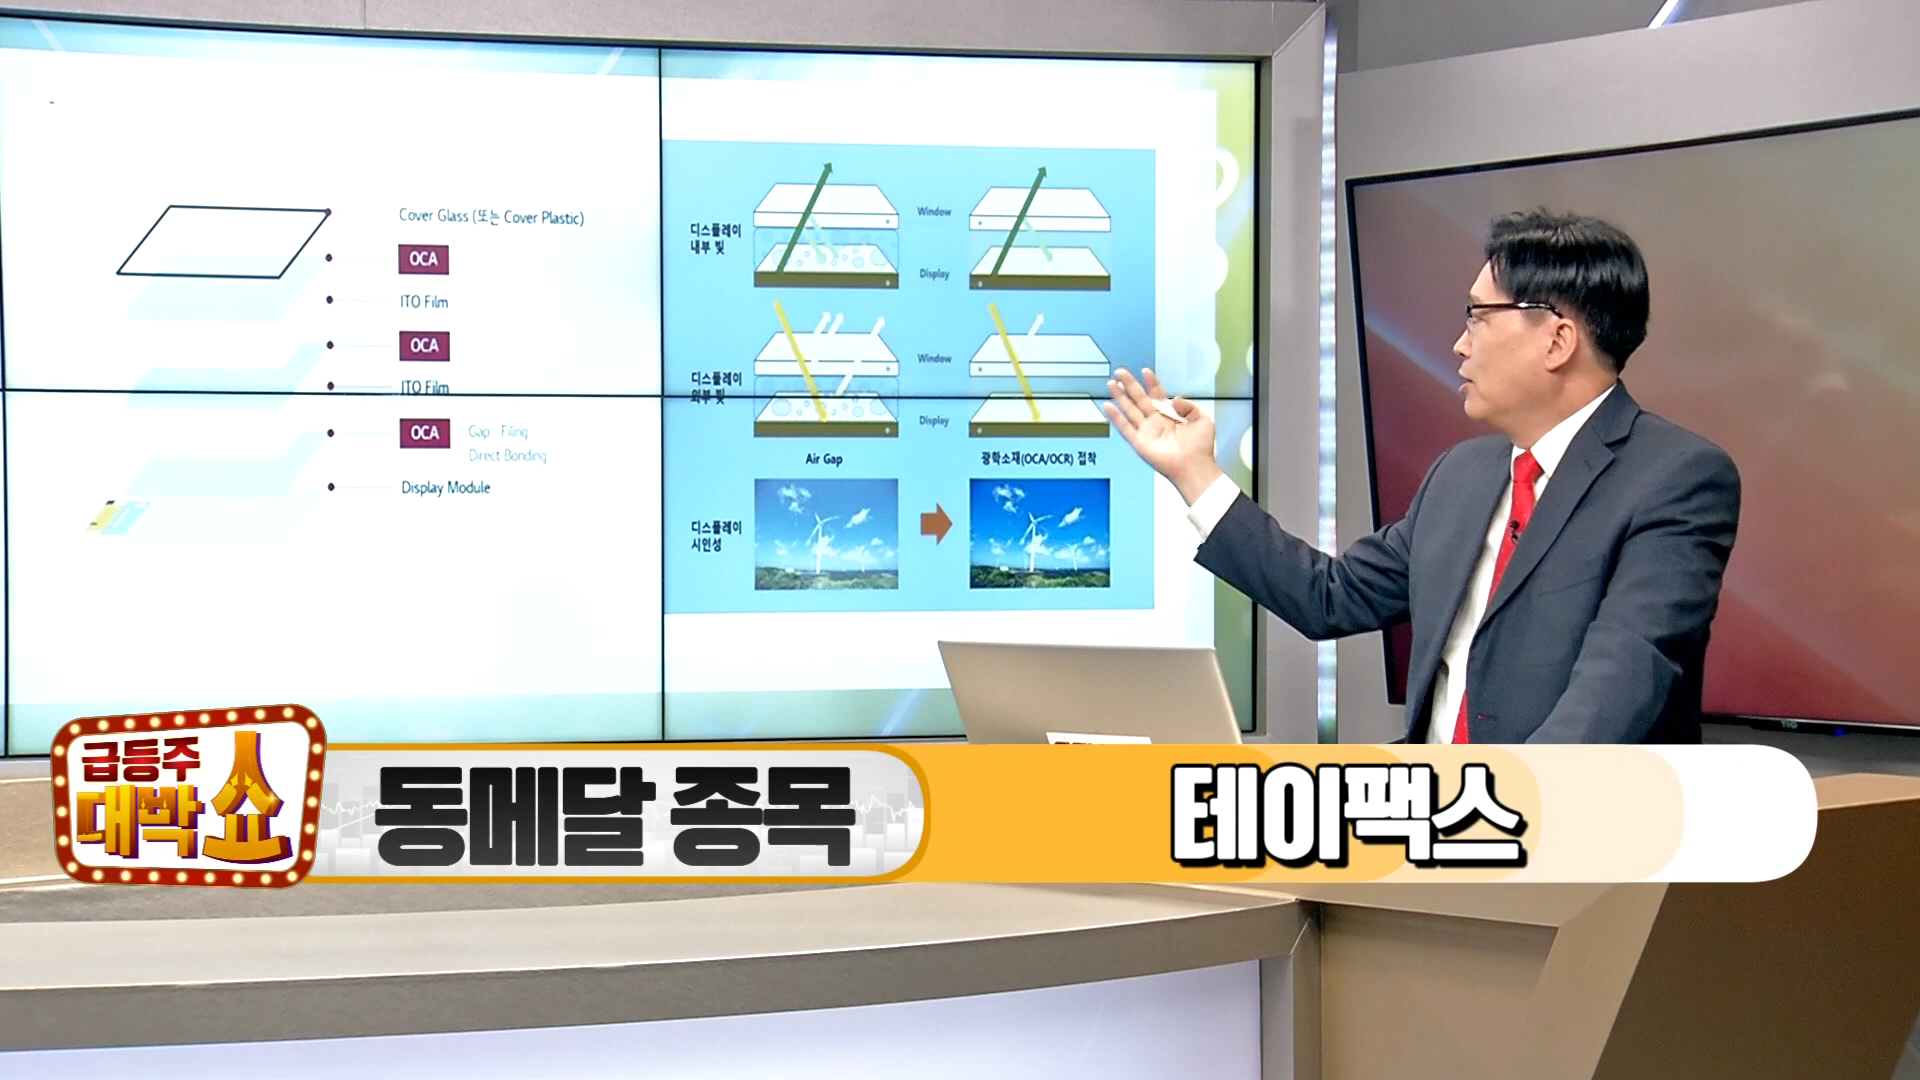 Cover Glass (또는 Cover Plastic)
OCA
ITO Film
OCA
ITO Film
OCA
Gap Filing
Direct Bonding
Display Module
디스플레이
내부 빛
Window
Display
디스플레이
외부 빛
Window
Display
Air Gap
광학소재(OCA/OCR) 접착
디스플레이
시인성
급등주
대박 쇼
동메달 종목
테이팩스